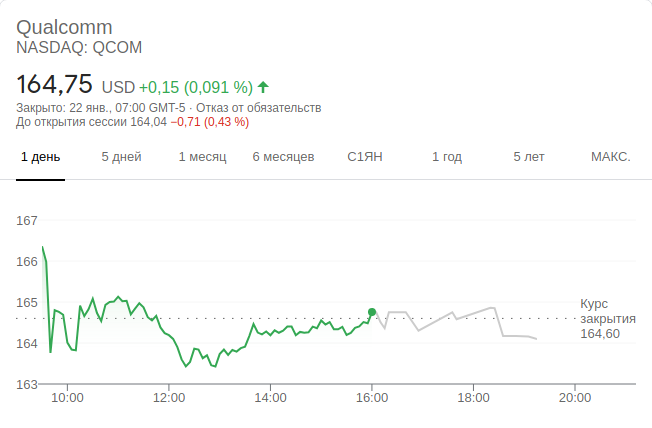 Qualcomm
NASDAQ: QCOM
164,75 USD +0,15 (0,091 %)
Закрыто: 22 янв., 07:00 GMT-5 · Отказ от обязательств
До открытия сессии 164,04 −0,71 (0,43 %)
1 день 5 дней 1 месяц 6 месяцев С1ЯН 1 год 5 лет МАКС.
167
166
165
164
163
Курс
закрытия
164,60
10:00 12:00 14:00 16:00 18:00 20:00